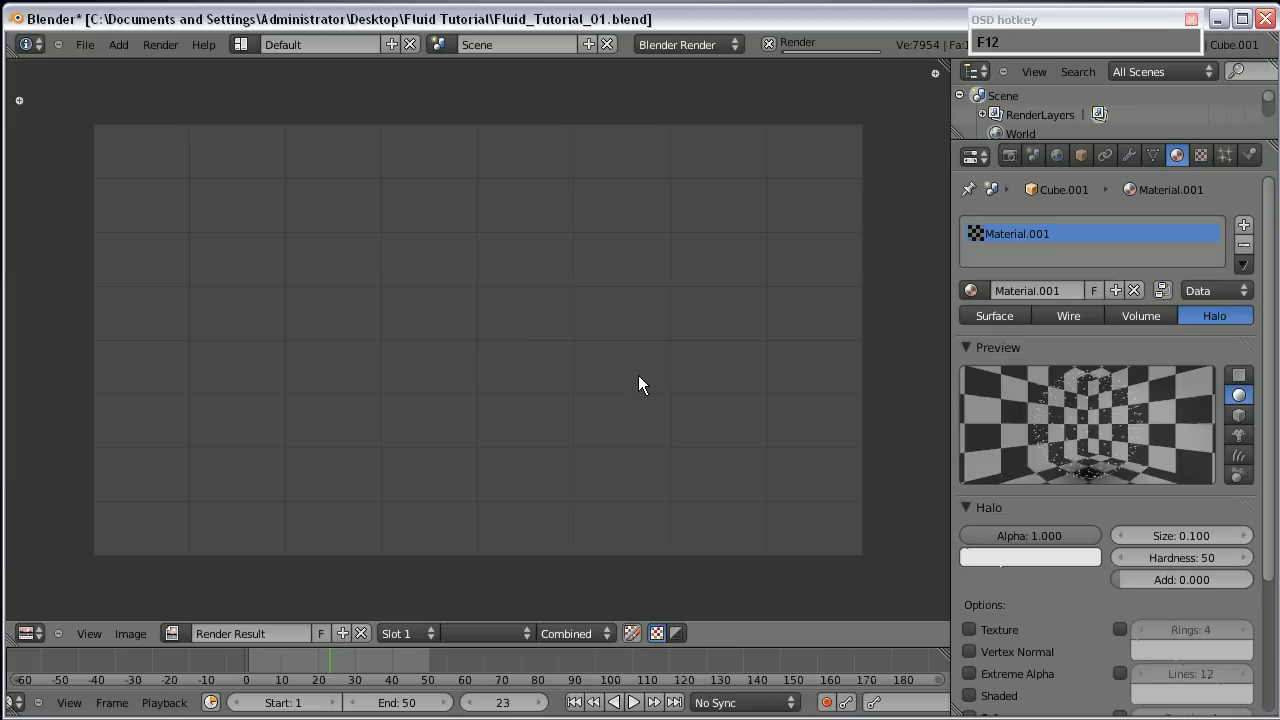 Blender* [C:\Documents and Settings\Administrator\Desktop\Fluid Tutorial\Fluid_Tutorial_01.blend]
OSD hotkey
F12
File Add Render Help
Default
Scene
Blender Render
Render
Ve:7954 | Fa:1
| Cube.001
View Search All Scenes
Scene
RenderLayers |
World
Cube.001
Material.001
Material.001
Material.001
F
Data
Surface Wire Volume Halo
Preview
Halo
Alpha: 1.000
Size: 0.100
Hardness: 50
Add: 0.000
Options:
Texture
Rings: 4
Vertex Normal
Extreme Alpha
Lines: 12
Shaded
View Image
Render Result
F
Slot 1
Combined
-60 -50 -40 -30 -20 -10 0 10 20 30 40 50 60 70 80 90 100 110 120 130 140 150 160 170 180
View Frame Playback
Start: 1
End: 50
23
No Sync